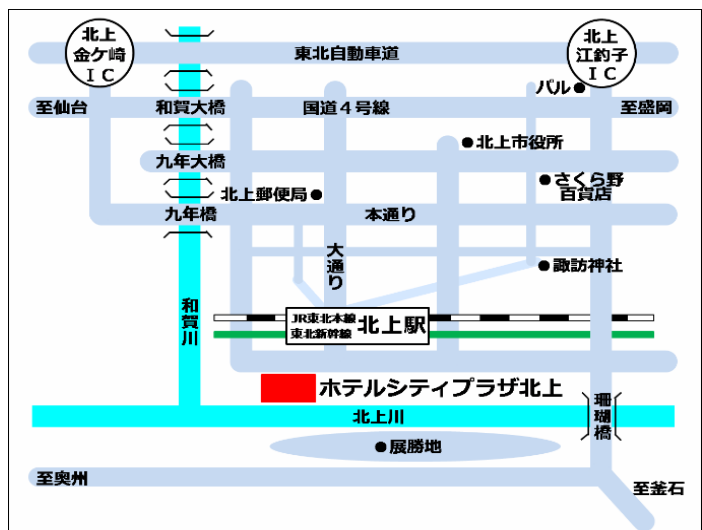 北上
金ケ崎
ＩＣ
北上
江釣子
ＩＣ
東北自動車道
パル
至仙台
和賀大橋
国道４号線
至盛岡
北上市役所
九年大橋
さくら野
百貨店
北上郵便局
九年橋
本通り
大通り
諏訪神社
和賀川
JR東北本線
東北新幹線
北上駅
ホテルシティプラザ北上
北上川
珊瑚橋
展勝地
至奥州
至釜石